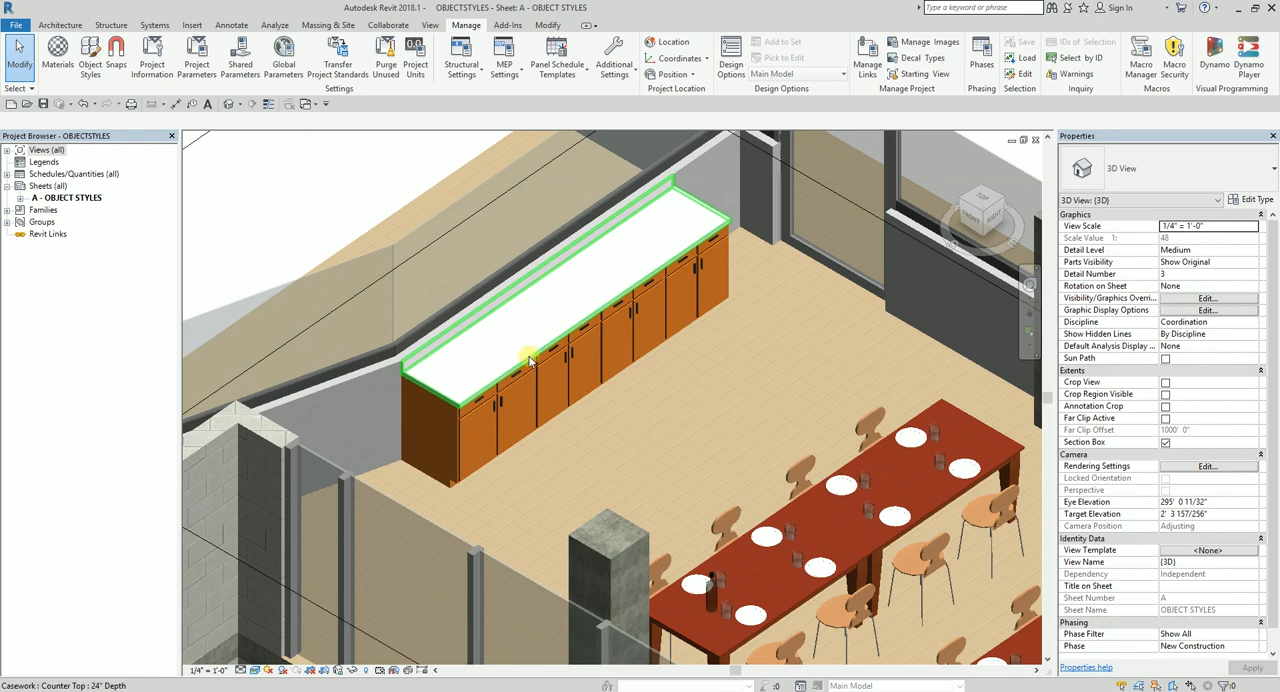 Autodesk Revit 2018.1 - OBJECTSTYLES - Sheet: A - OBJECT STYLES
Type a keyword or phrase
Sign In
File Architecture Structure Systems Insert Annotate Analyze Massing & Site Collaborate View Manage Add-Ins Modify
Modify
Materials
Object Styles
Snaps
Project Information
Project Parameters
Shared Parameters
Global Parameters
Transfer Project Standards
Purge Unused
Project Units
Structural Settings
MEP Settings
Panel Schedule Templates
Additional Settings
Location
Coordinates
Position
Design Options
Add to Set
Pick to Edit
Main Model
Manage Links
Manage Images
Decal Types
Starting View
Phases
Save
Load
Edit
IDs of Selection
Select by ID
Warnings
Macro Manager
Macro Security
Dynamo
Dynamo Player
Select
Settings
Project Location
Design Options
Manage Project
Phasing
Selection
Inquiry
Macros
Visual Programming
Project Browser - OBJECTSTYLES
Views (all)
Legends
Schedules/Quantities (all)
Sheets (all)
A - OBJECT STYLES
Families
Groups
Revit Links
TOP
FRONT
RIGHT
Properties
3D View
3D View: {3D}
Edit Type
Graphics
View Scale 1/4" = 1'-0"
Scale Value 1: 48
Detail Level Medium
Parts Visibility Show Original
Detail Number 3
Rotation on Sheet None
Visibility/Graphics Overri... Edit...
Graphic Display Options Edit...
Discipline Coordination
Show Hidden Lines By Discipline
Default Analysis Display ... None
Sun Path
Extents
Crop View
Crop Region Visible
Annotation Crop
Far Clip Active
Far Clip Offset 1000' 0"
Section Box
Camera
Rendering Settings Edit...
Locked Orientation
Perspective
Eye Elevation 295' 0 11/32"
Target Elevation 2' 3 157/256"
Camera Position Adjusting
Identity Data
View Template <None>
View Name {3D}
Dependency Independent
Title on Sheet
Sheet Number A
Sheet Name OBJECT STYLES
Phasing
Phase Filter Show All
Phase New Construction
Properties help
Apply
1/4" = 1'-0"
Casework : Counter Top : 24" Depth
:0
Main Model
:0